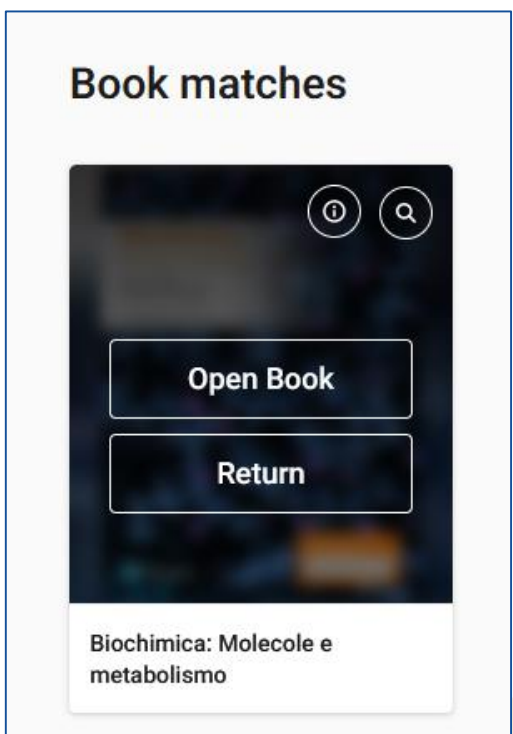 Book matches
Open Book
Return
Biochimica: Molecole e
metabolismo